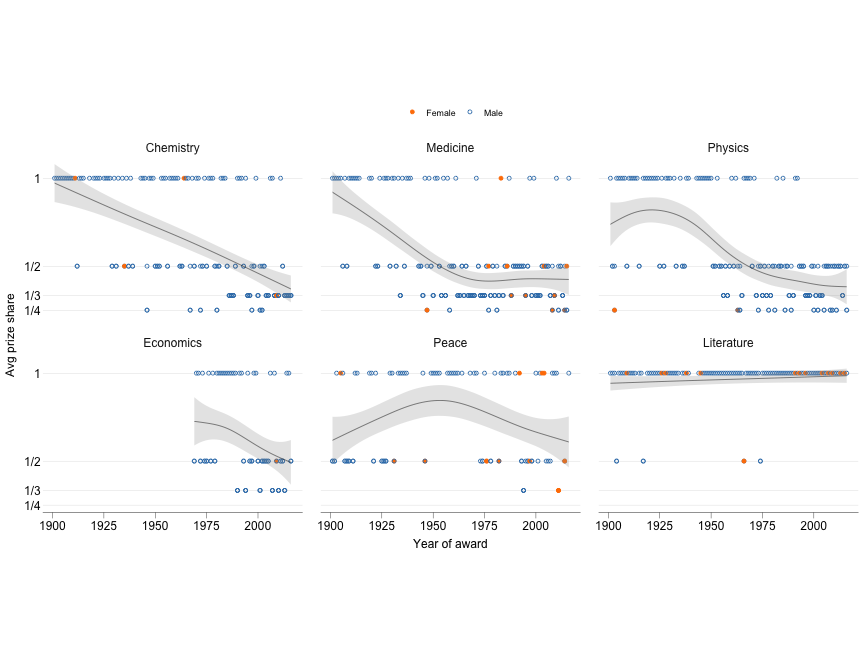 Female Male
Chemistry Medicine Physics
1
1/2
1/3
1/4
Avg prize share
Economics Peace Literature
1
1/2
1/3
1/4
1900 1925 1950 1975 2000 1900 1925 1950 1975 2000 1900 1925 1950 1975 2000
Year of award